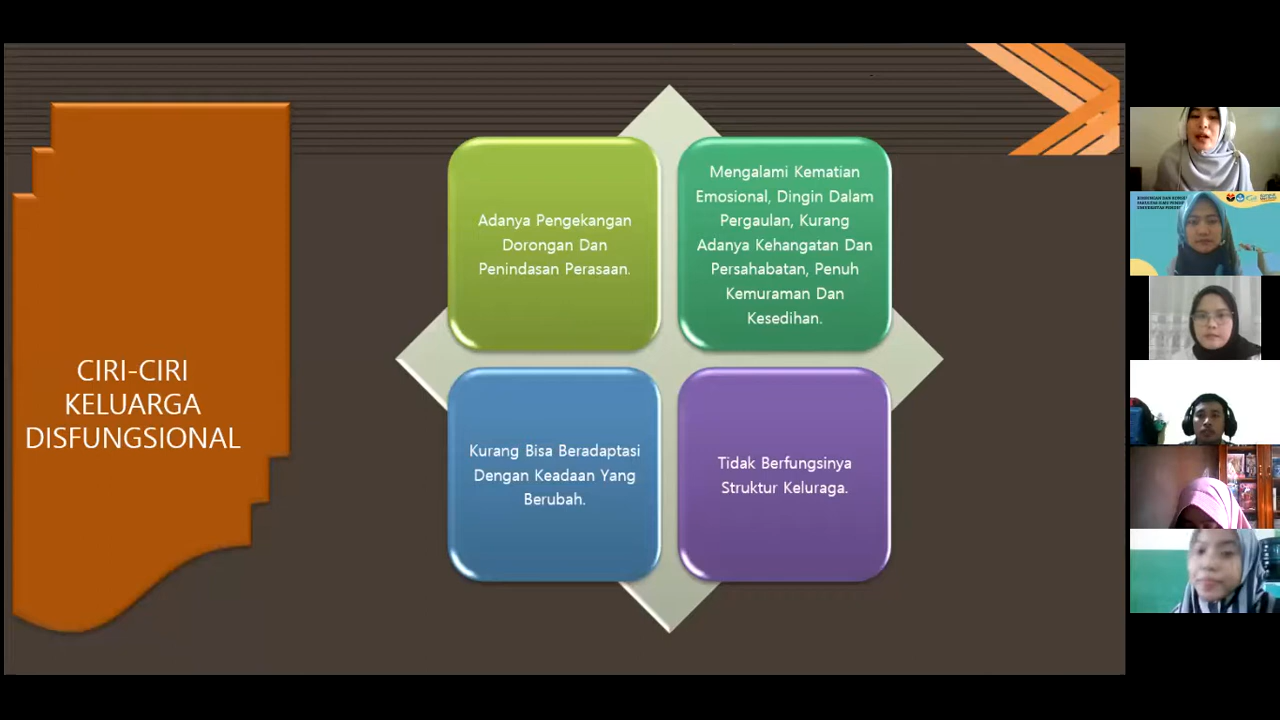 CIRI-CIRI
KELUARGA
DISFUNGSIONAL
Adanya Pengekangan
Dorongan Dan
Penindasan Perasaan.
Mengalami Kematian
Emosional, Dingin Dalam
Pergaulan, Kurang
Adanya Kehangatan Dan
Persahabatan, Penuh
Kemuraman Dan
Kesedihan.
Kurang Bisa Beradaptasi
Dengan Keadaan Yang
Berubah.
Tidak Berfungsinya
Struktur Keluraga.